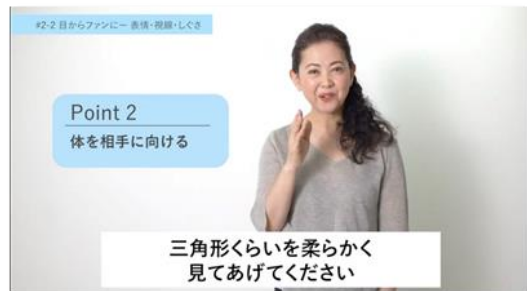 #2-2 目からファンにー 表情・視線・しぐさ
Point 2
体を相手に向ける
三角形くらいを柔らかく
見てあげてください